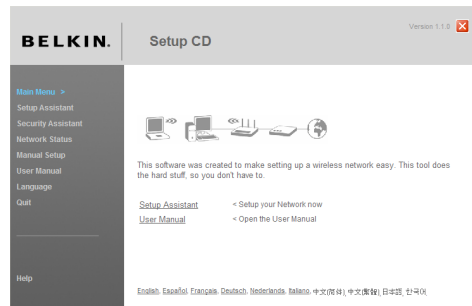 BELKIN.
Setup CD
Version 1.1.0
Main Menu >
Setup Assistant
Security Assistant
Network Status
Manual Setup
User Manual
Language
Quit
Help
This software was created to make setting up a wireless network easy. This tool does
the hard stuff, so you don't have to.
Setup Assistant < Setup your Network now
User Manual < Open the User Manual
English, Español, Français, Deutsch, Nederlands, Italiano, 中文(简体), 中文(繁體), 日本語, 한국어